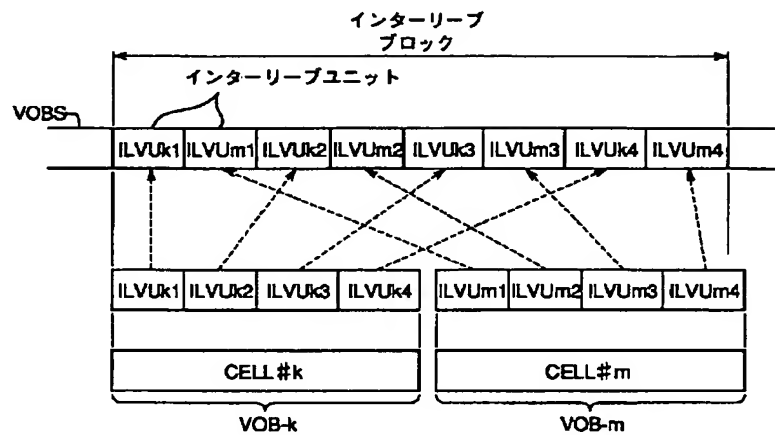 インターリーブ
ブロック
インターリーブユニット
VOBS
ILVUk1 ILVUm1 ILVUk2 ILVUm2 ILVUk3 ILVUm3 ILVUk4 ILVUm4
ILVUk1 ILVUk2 ILVUk3 ILVUk4 ILVUm1 ILVUm2 ILVUm3 ILVUm4
CELL#k CELL#m
VOB-k VOB-m